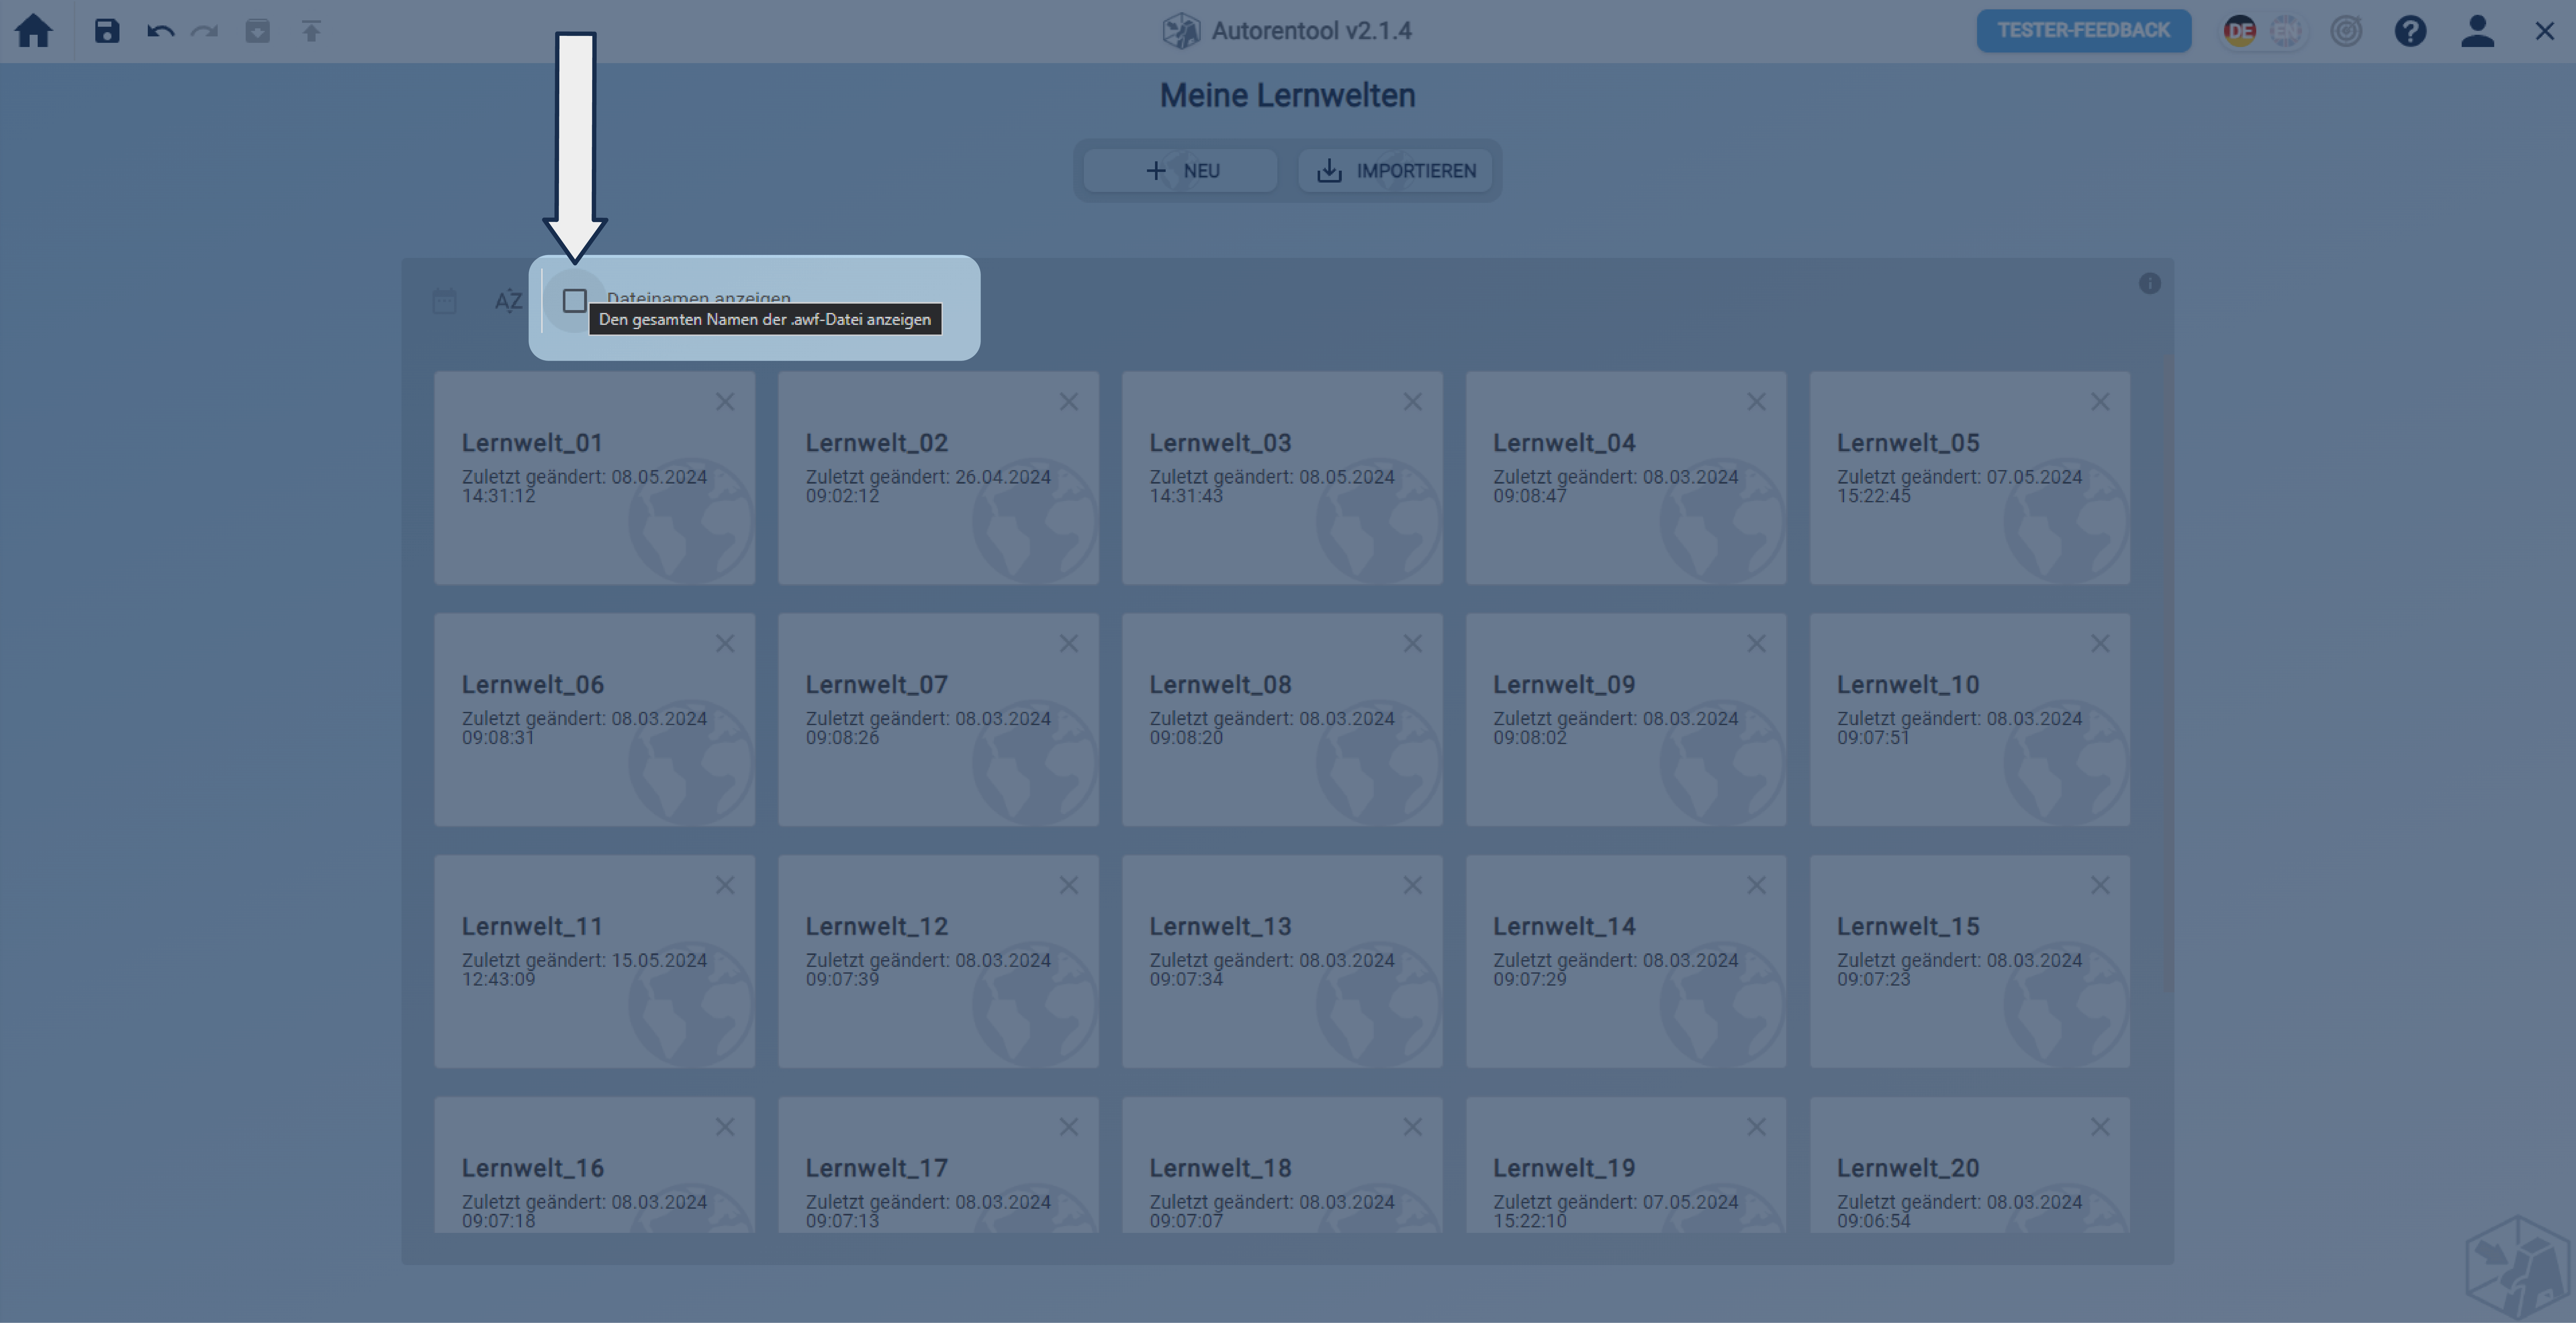 Autorentool v2.1.4
TESTER-FEEDBACK
DE
EN
Meine Lernwelten
NEU
IMPORTIEREN
AZ
Dateinamen anzeigen
Den gesamten Namen der .awf-Datei anzeigen
Lernwelt_01
Zuletzt geändert: 08.05.2024
14:31:12
Lernwelt_02
Zuletzt geändert: 26.04.2024
09:02:12
Lernwelt_03
Zuletzt geändert: 08.05.2024
14:31:43
Lernwelt_04
Zuletzt geändert: 08.03.2024
09:08:47
Lernwelt_05
Zuletzt geändert: 07.05.2024
15:22:45
Lernwelt_06
Zuletzt geändert: 08.03.2024
09:08:31
Lernwelt_07
Zuletzt geändert: 08.03.2024
09:08:26
Lernwelt_08
Zuletzt geändert: 08.03.2024
09:08:20
Lernwelt_09
Zuletzt geändert: 08.03.2024
09:08:02
Lernwelt_10
Zuletzt geändert: 08.03.2024
09:07:51
Lernwelt_11
Zuletzt geändert: 15.05.2024
12:43:09
Lernwelt_12
Zuletzt geändert: 08.03.2024
09:07:39
Lernwelt_13
Zuletzt geändert: 08.03.2024
09:07:34
Lernwelt_14
Zuletzt geändert: 08.03.2024
09:07:29
Lernwelt_15
Zuletzt geändert: 08.03.2024
09:07:23
Lernwelt_16
Zuletzt geändert: 08.03.2024
09:07:18
Lernwelt_17
Zuletzt geändert: 08.03.2024
09:07:13
Lernwelt_18
Zuletzt geändert: 08.03.2024
09:07:07
Lernwelt_19
Zuletzt geändert: 07.05.2024
15:22:10
Lernwelt_20
Zuletzt geändert: 08.03.2024
09:06:54